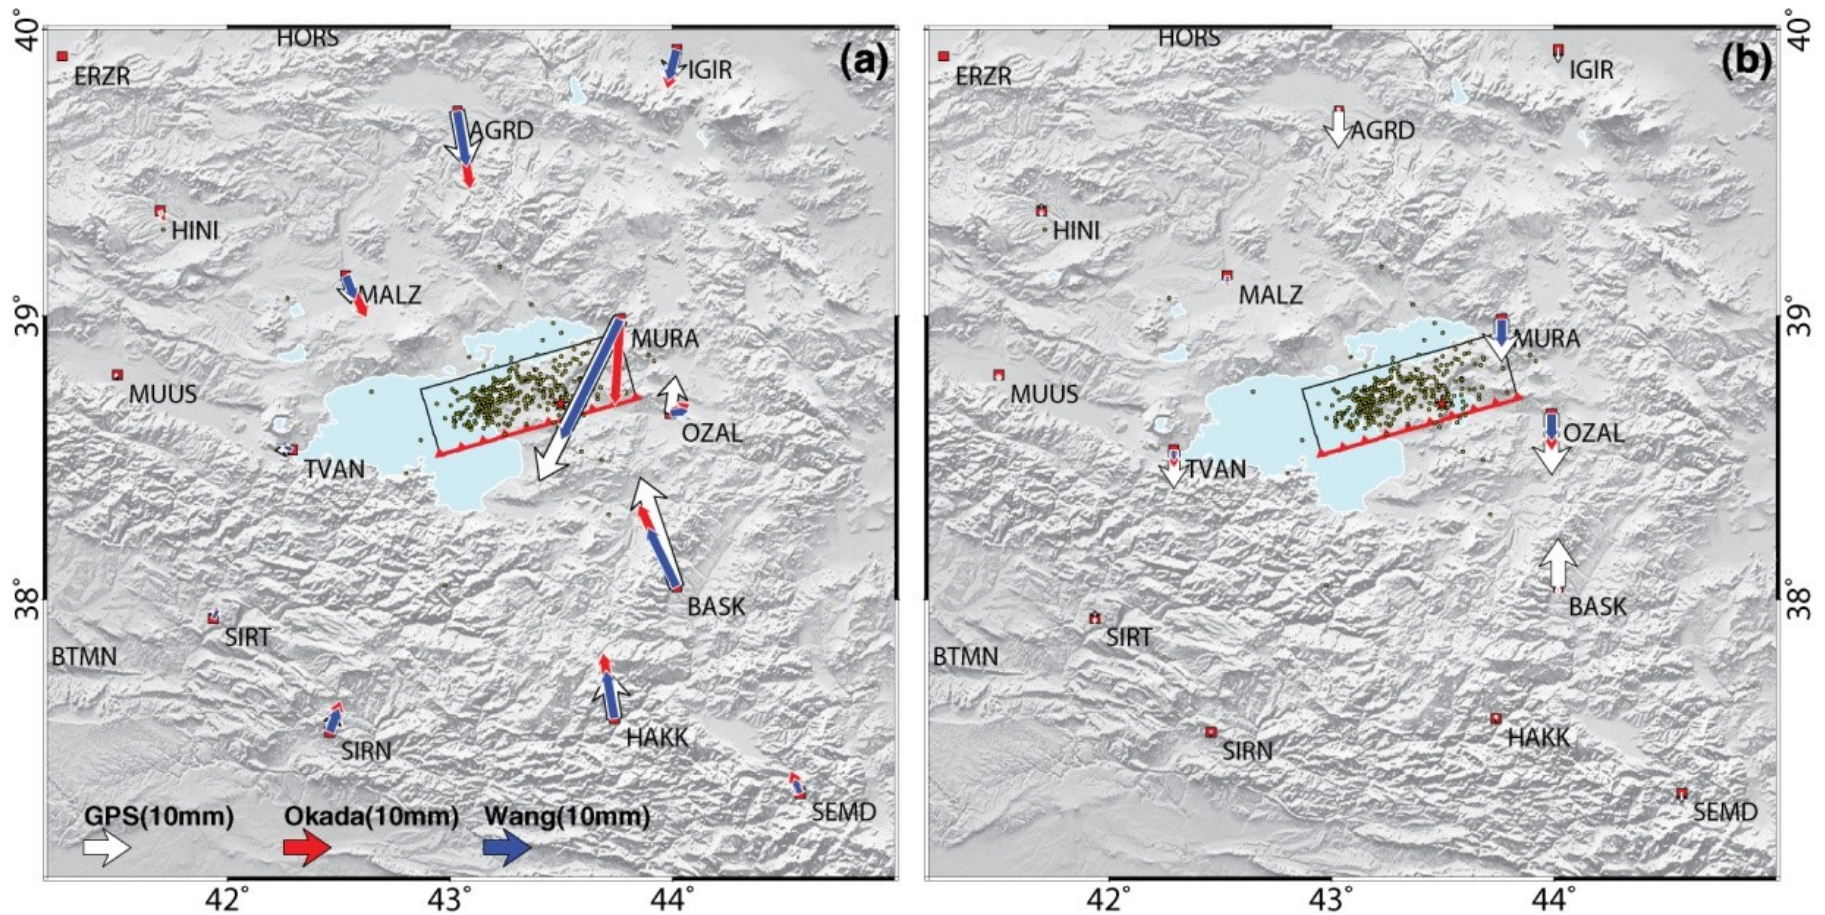 40°
40°
HORS
(a)
HORS
(b)
ERZR
IGIR
ERZR
IGIR
AGRD
AGRD
HINI
HINI
MALZ
MALZ
39°
39°
MURA
MURA
MUUS
MUUS
OZAL
OZAL
TVAN
TVAN
38°
38°
BASK
BASK
SIRT
SIRT
BTMN
BTMN
HAKK
HAKK
SIRN
SIRN
SEMD
SEMD
GPS(10mm) Okada(10mm) Wang(10mm)
42° 43° 44°
42° 43° 44°